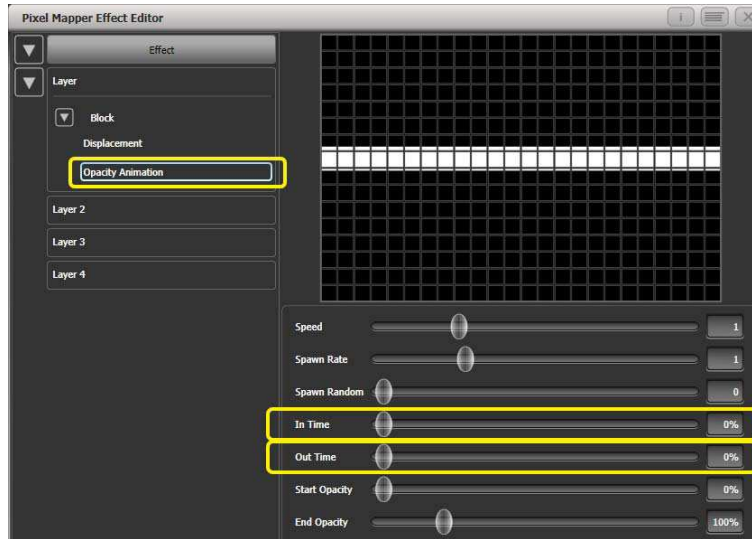 Pixel Mapper Effect Editor
Effect
Layer
Block
Displacement
Opacity Animation
Layer 2
Layer 3
Layer 4
Speed 1
Spawn Rate 1
Spawn Random 0
In Time 0%
Out Time 0%
Start Opacity 0%
End Opacity 100%